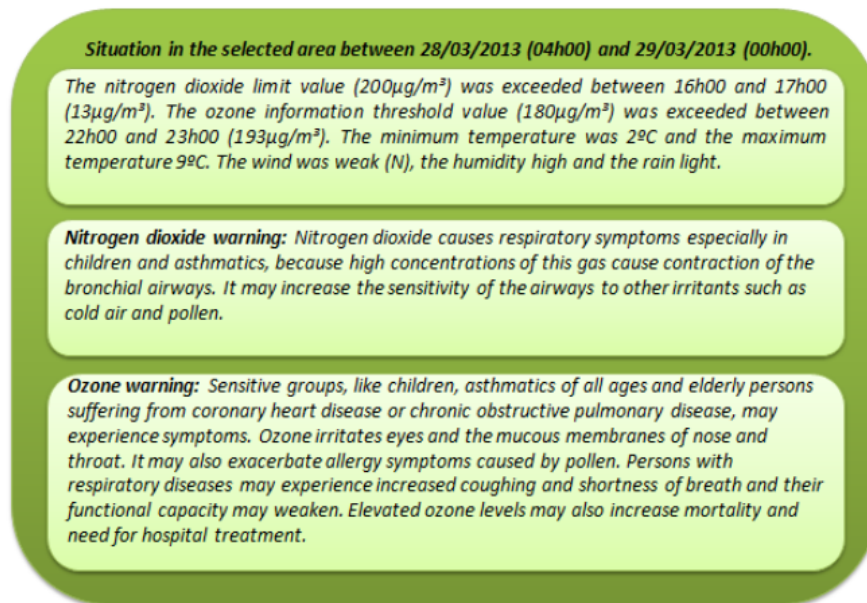 Situation in the selected area between 28/03/2013 (04h00) and 29/03/2013 (00h00).
The nitrogen dioxide limit value (200µg/m³) was exceeded between 16h00 and 17h00
(13µg/m³). The ozone information threshold value (180µg/m³) was exceeded between
22h00 and 23h00 (193µg/m³). The minimum temperature was 2ºC and the maximum
temperature 9ºC. The wind was weak (N), the humidity high and the rain light.
Nitrogen dioxide warning: Nitrogen dioxide causes respiratory symptoms especially in
children and asthmatics, because high concentrations of this gas cause contraction of the
bronchial airways. It may increase the sensitivity of the airways to other irritants such as
cold air and pollen.
Ozone warning: Sensitive groups, like children, asthmatics of all ages and elderly persons
suffering from coronary heart disease or chronic obstructive pulmonary disease, may
experience symptoms. Ozone irritates eyes and the mucous membranes of nose and
throat. It may also exacerbate allergy symptoms caused by pollen. Persons with
respiratory diseases may experience increased coughing and shortness of breath and their
functional capacity may weaken. Elevated ozone levels may also increase mortality and
need for hospital treatment.